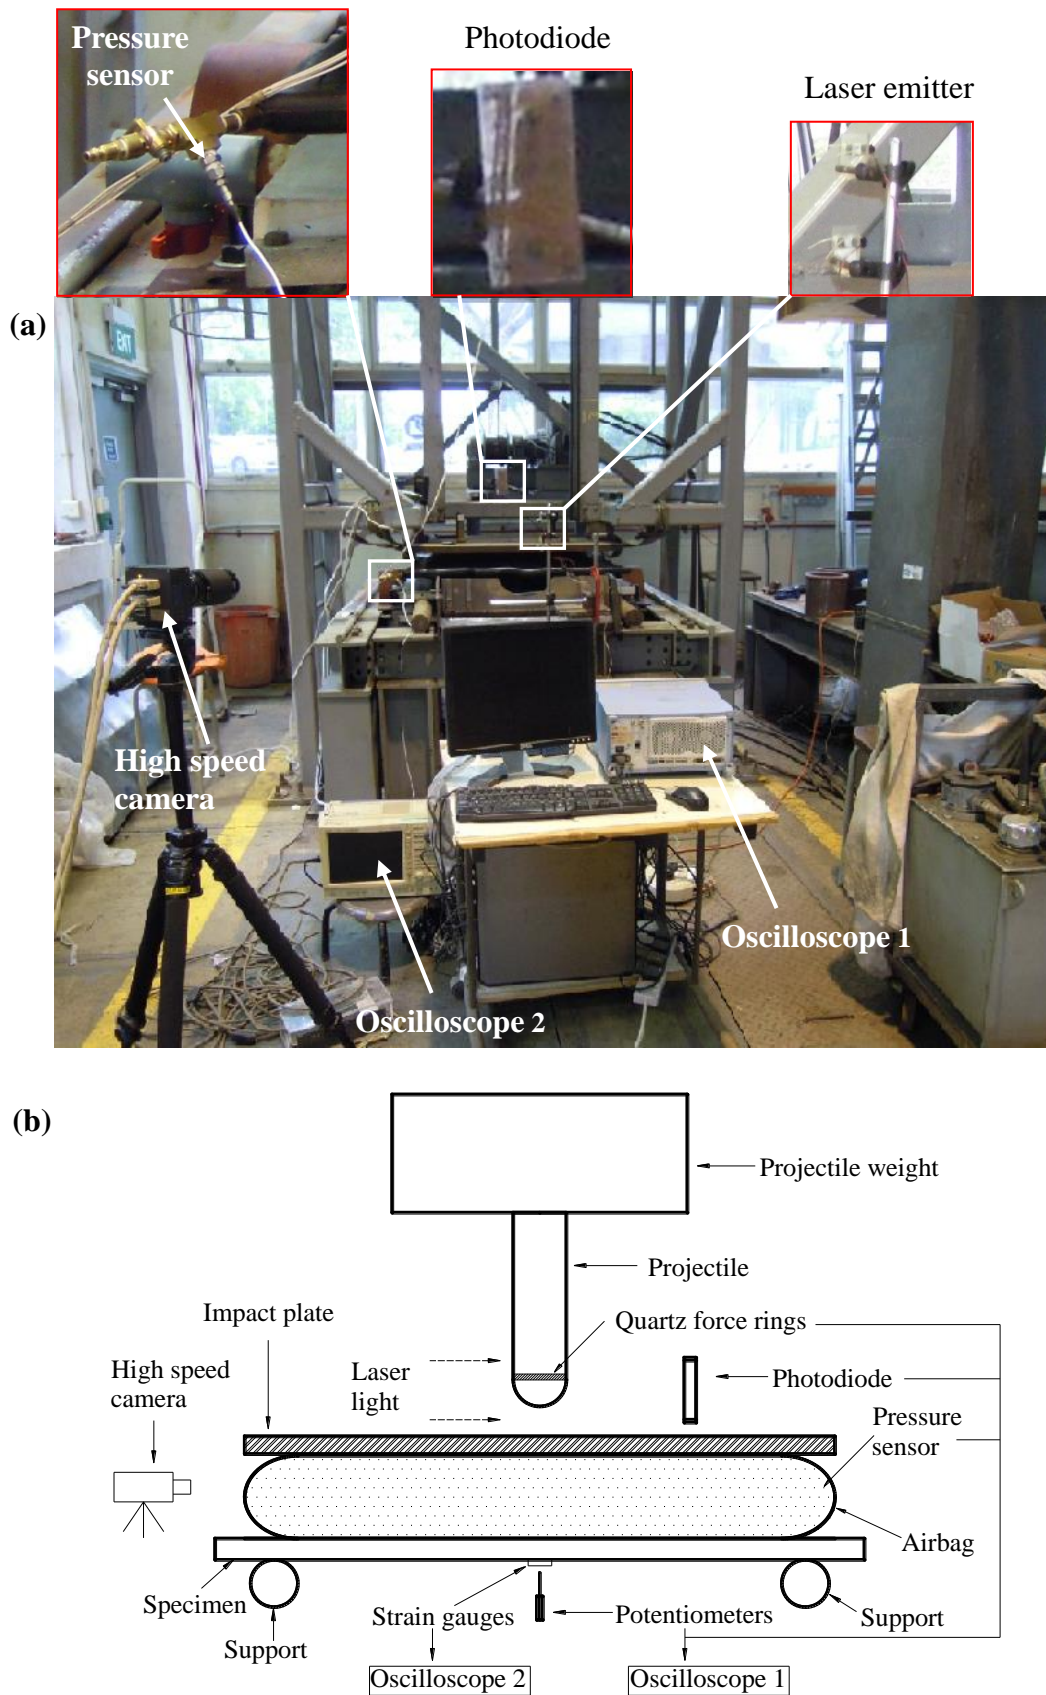 Pressure
sensor
Photodiode
Laser emitter
(a)
EXIT
High speed
camera
Oscilloscope 1
Oscilloscope 2
(b)
Projectile weight
Projectile
Impact plate
Quartz force rings
High speed
camera
Laser
light
Photodiode
Pressure
sensor
Airbag
Specimen
Strain gauges
Potentiometers
Support
Support
Oscilloscope 2
Oscilloscope 1